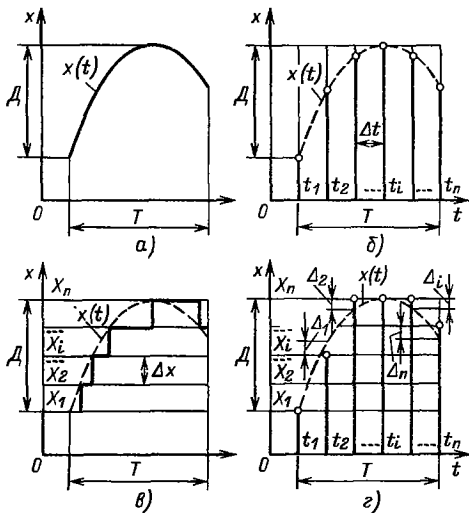 x
x(t)
Д
0
T
t
а)
x
x(t)
Д
Δt
t₁ t₂ --- tᵢ --- tₙ
0
T
t
б)
x
Xₙ
x(t)
Xᵢ
Д
X₂
Δx
X₁
0
T
в)
x
Xₙ
Δ₂
x(t)
Δᵢ
Δ₁
Xᵢ
Д
X₂
Δₙ
X₁
t₁ t₂ --- tᵢ --- tₙ
0
T
t
г)